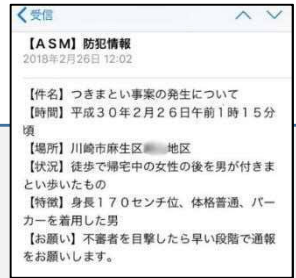 受信
【ASM】防犯情報
2018年2月26日 12:02
【件名】つきまとい事案の発生について
【時間】平成30年2月26日午前1時15分
頃
【場所】川崎市麻生区 地区
【状況】徒歩で帰宅中の女性の後を男が付きま
とい歩いたもの
【特徴】身長170センチ位、体格普通、パー
カーを着用した男
【お願い】不審者を目撃したら早い段階で通報
をお願いします。